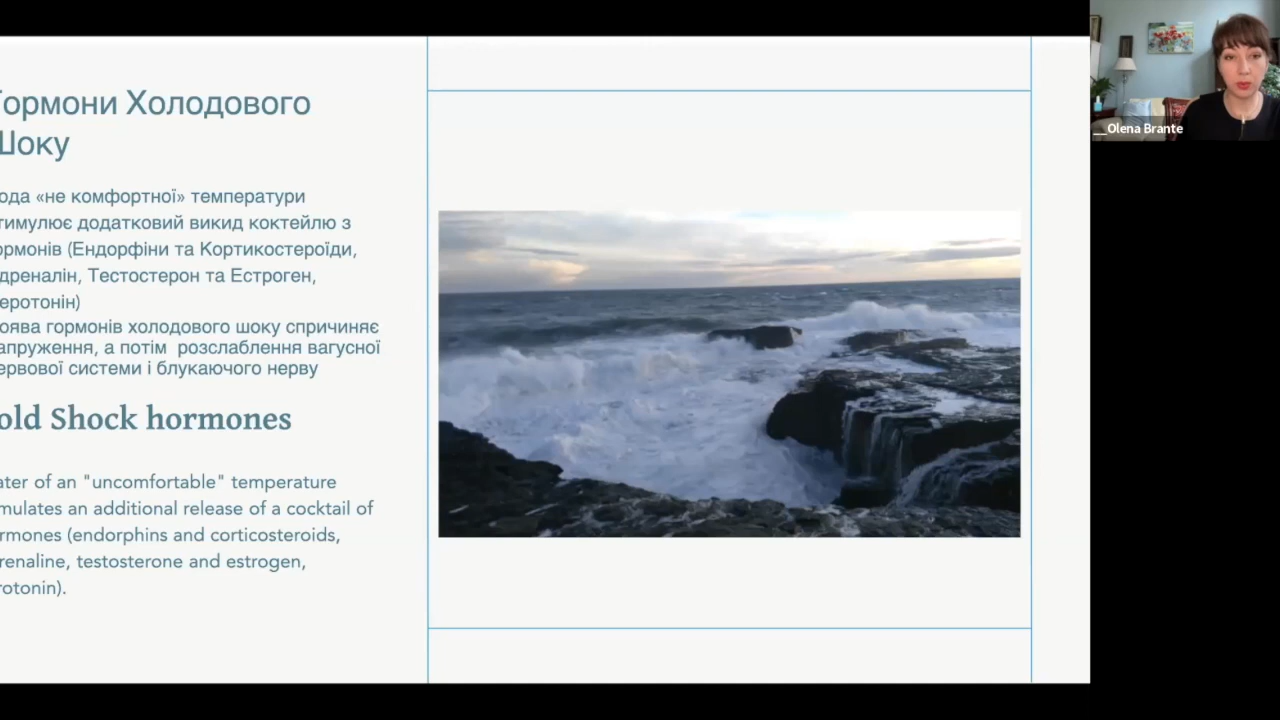 Гормони Холодового
Шоку
ода «не комфортної» температури
тимулює додатковий викид коктейлю з
ормонів (Ендорфіни та Кортикостероїди,
дреналін, Тестостерон та Естроген,
еротонін)
оява гормонів холодового шоку спричиняє
апруження, а потім розслаблення вагусної
ервової системи і блукаючого нерву
old Shock hormones
ater of an "uncomfortable" temperature
mulates an additional release of a cocktail of
rmones (endorphins and corticosteroids,
renaline, testosterone and estrogen,
rotonin).
__Olena Brante